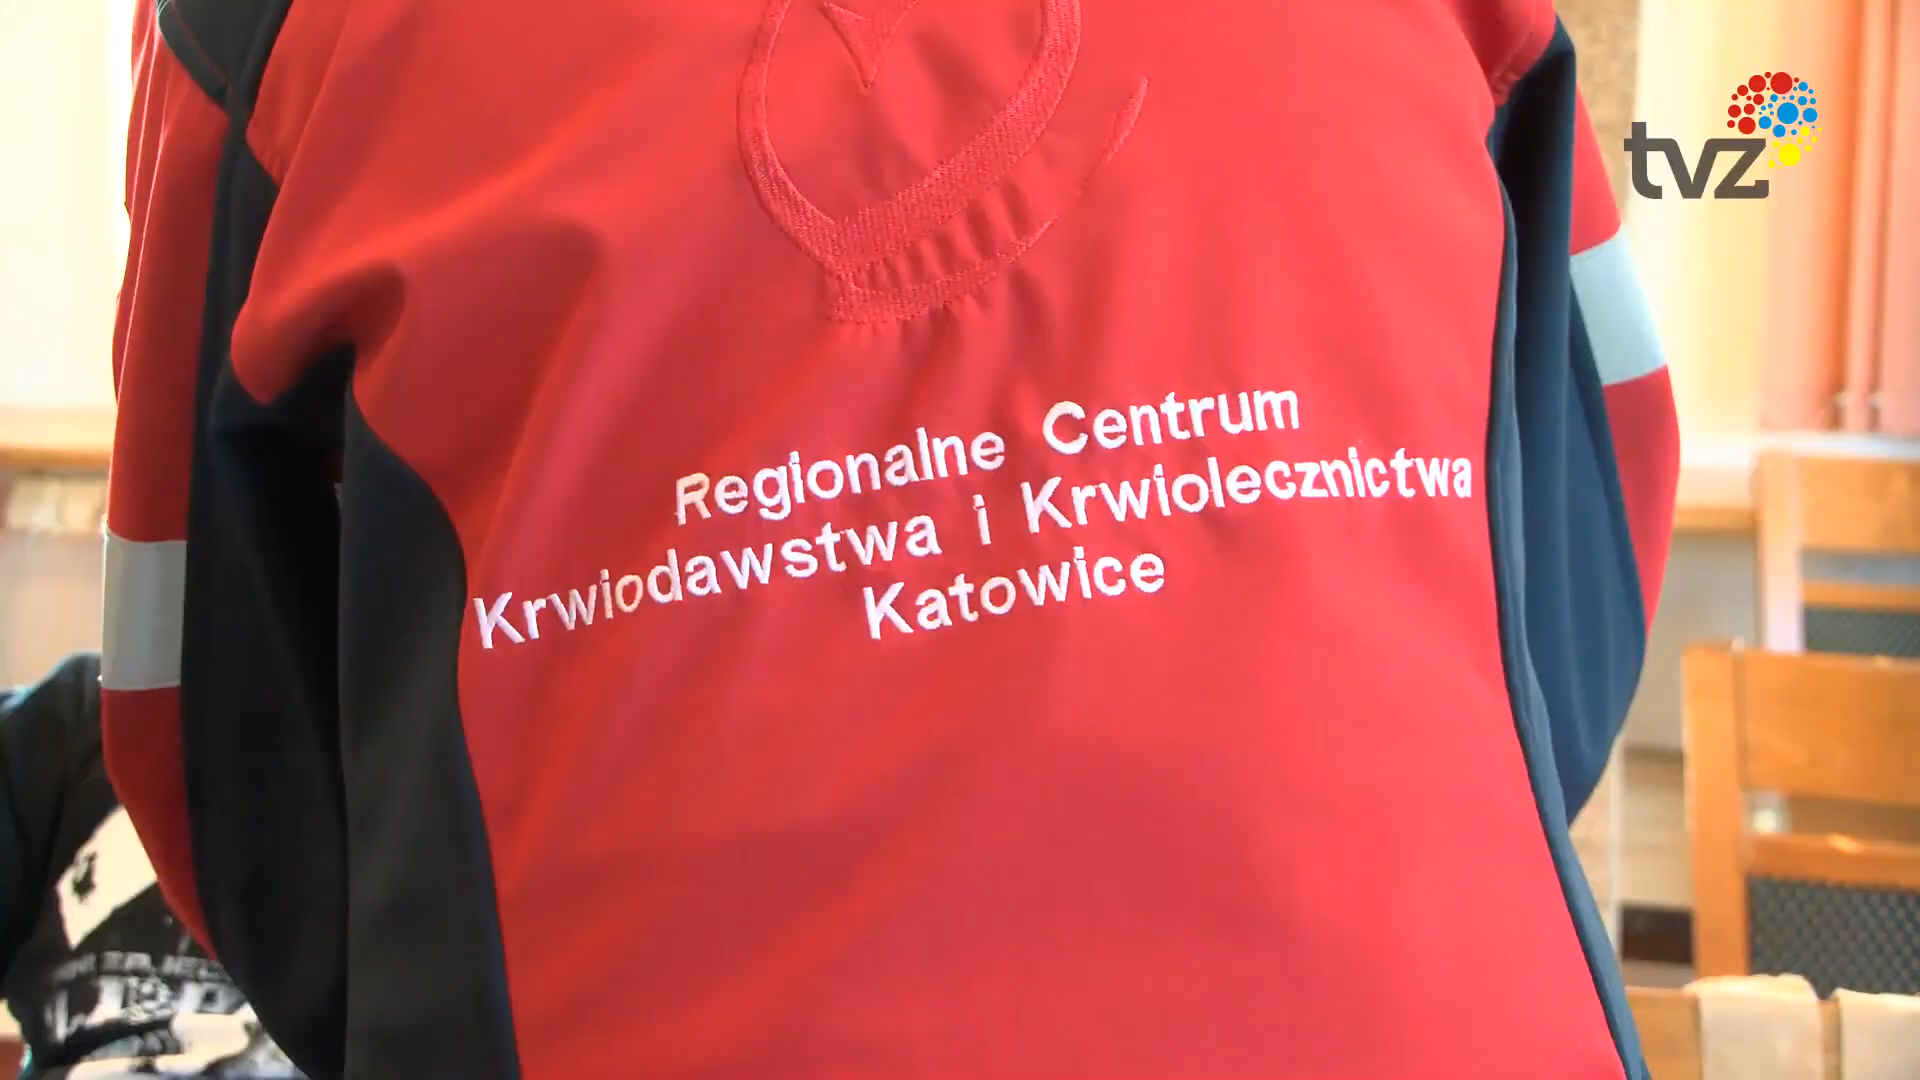 tvz
Regionalne Centrum
Krwiodawstwa i Krwiolecznictwa
Katowice